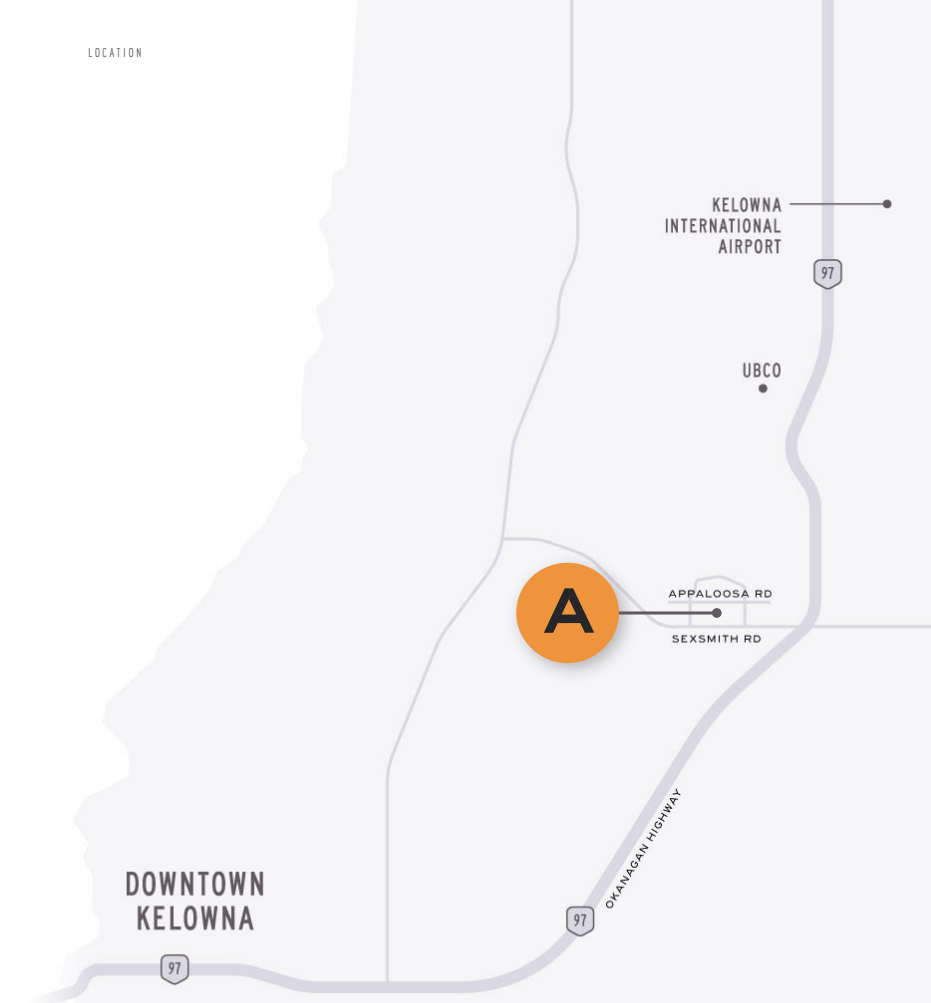 LOCATION
KELOWNA
INTERNATIONAL
AIRPORT
97
UBCO
APPALOOSA RD
A
SEXSMITH RD
OKANAGAN HIGHWAY
DOWNTOWN
KELOWNA
97
97